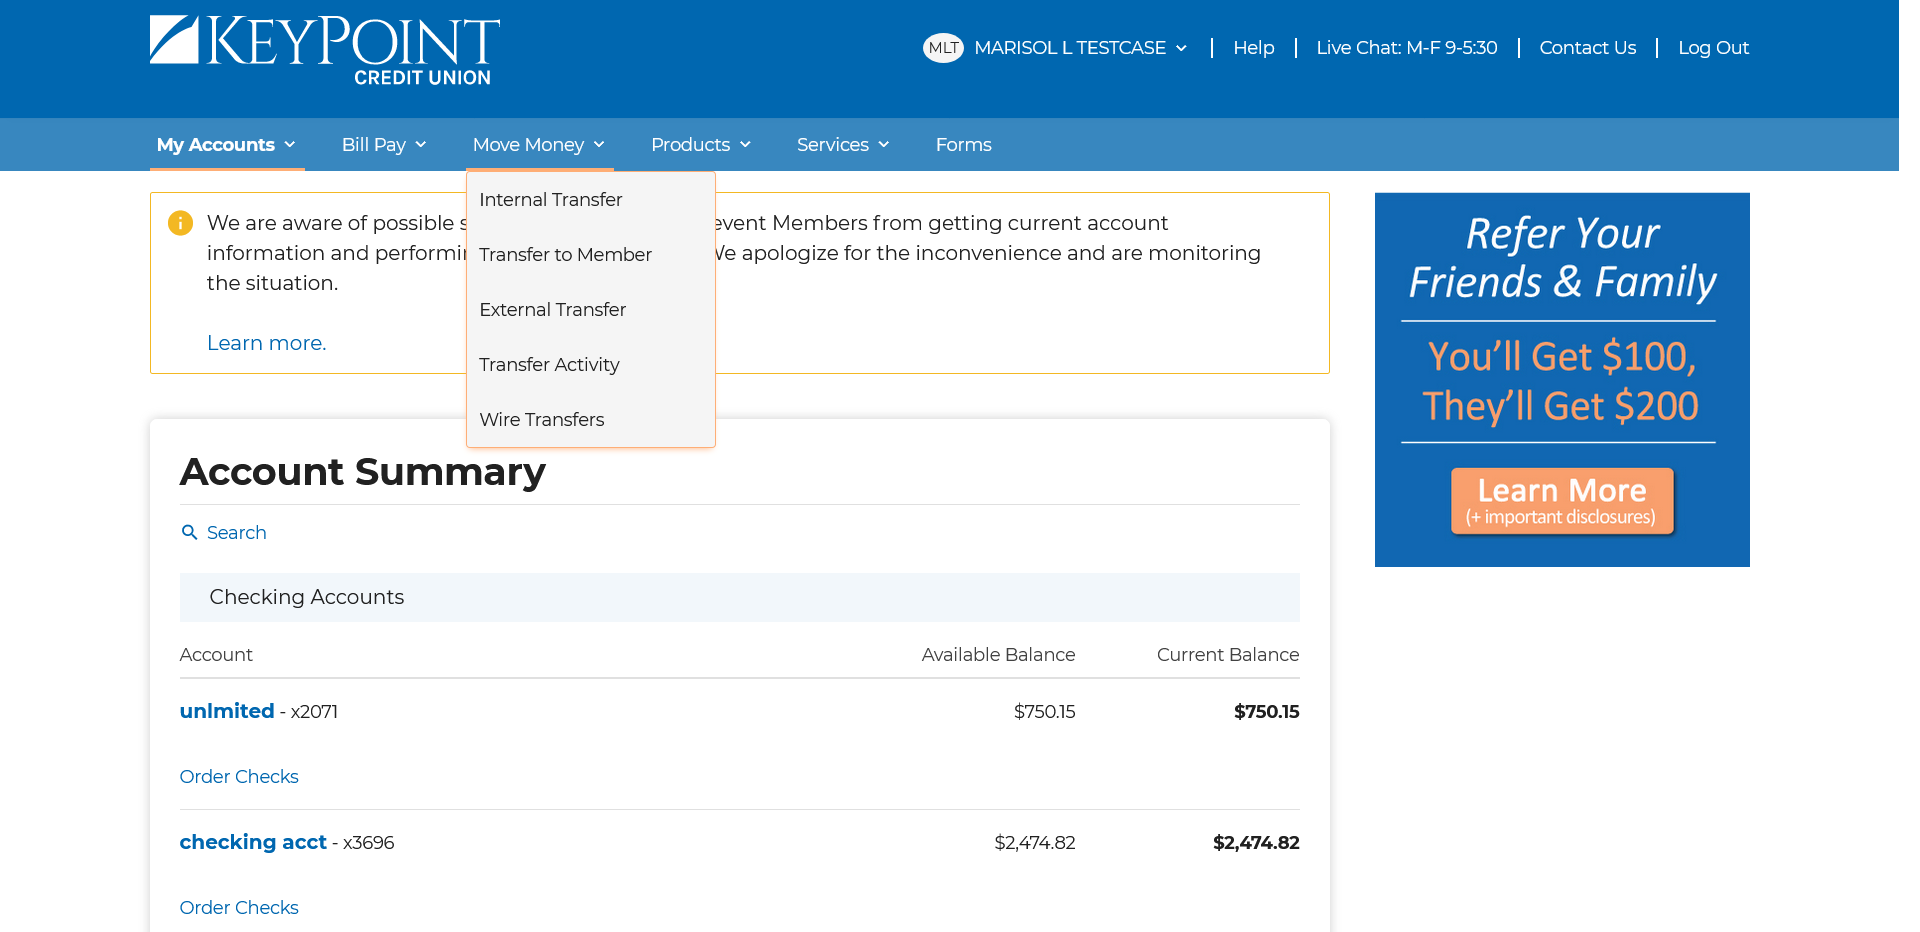 KEYPOINT
CREDIT UNION
MLT MARISOL L TESTCASE | Help | Live Chat: M-F 9-5:30 | Contact Us | Log Out
My Accounts Bill Pay Move Money Products Services Forms
Internal Transfer
Transfer to Member
External Transfer
Transfer Activity
Wire Transfers
We are aware of possible event Members from getting current account
information and We apologize for the inconvenience and are monitoring
the situation.
Learn more.
Refer Your
Friends & Family
You'll Get $100,
They'll Get $200
Learn More
(+ important disclosures)
Account Summary
Search
Checking Accounts
Account Available Balance Current Balance
unlmited - x2071 $750.15 $750.15
Order Checks
checking acct - x3696 $2,474.82 $2,474.82
Order Checks